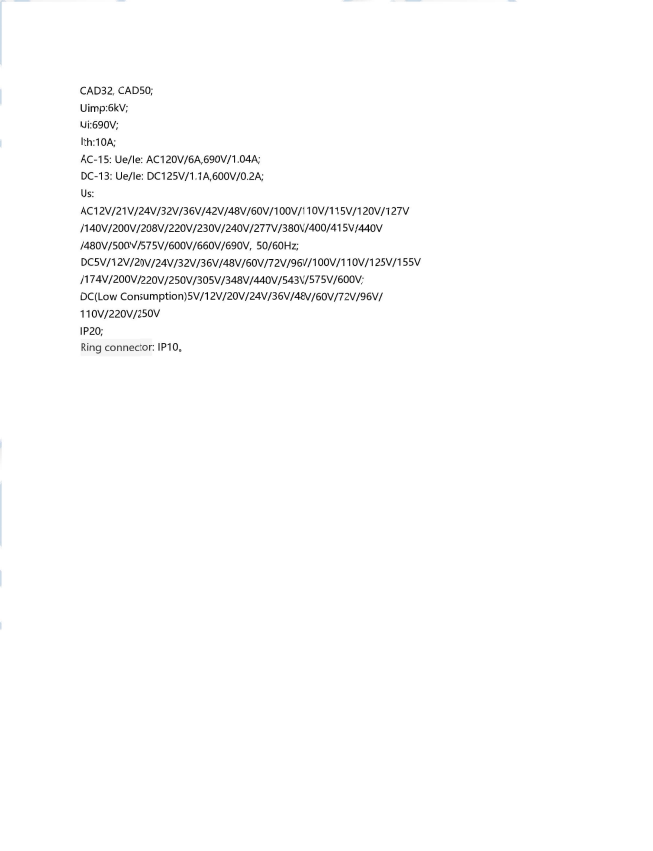 CAD32, CAD50;
Uimp:6kV;
Ui:690V;
Ith:10A;
AC-15: Ue/Ie: AC120V/6A,690V/1.04A;
DC-13: Ue/Ie: DC125V/1.1A,600V/0.2A;
Us:
AC12V/21V/24V/32V/36V/42V/48V/60V/100V/110V/115V/120V/127V
/140V/200V/208V/220V/230V/240V/277V/380V/400/415V/440V
/480V/500V/575V/600V/660V/690V, 50/60Hz;
DC5V/12V/20V/24V/32V/36V/48V/60V/72V/96V/100V/110V/125V/155V
/174V/200V/220V/250V/305V/348V/440V/543V/575V/600V;
DC(Low Consumption)5V/12V/20V/24V/36V/48V/60V/72V/96V/
110V/220V/250V
IP20;
Ring connector: IP10。